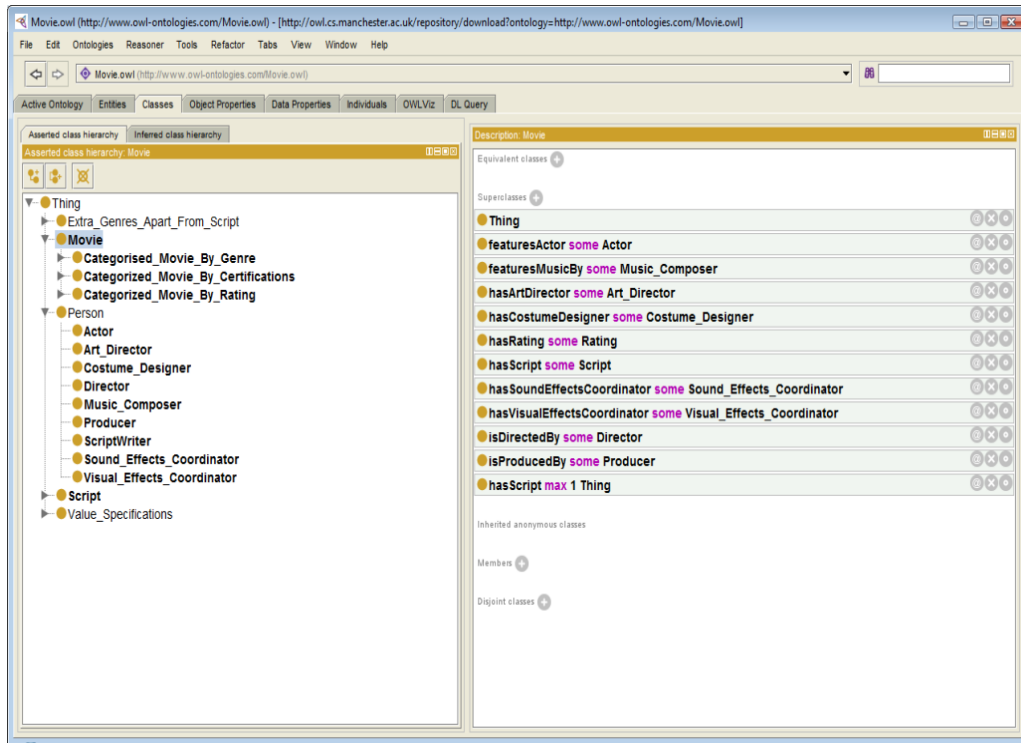 Movie.owl (http://www.owl-ontologies.com/Movie.owl) - [http://owl.cs.manchester.ac.uk/repository/download?ontology=http://www.owl-ontologies.com/Movie.owl]
File Edit Ontologies Reasoner Tools Refactor Tabs View Window Help
Movie.owl (http://www.owl-ontologies.com/Movie.owl)
Active Ontology Entities Classes Object Properties Data Properties Individuals OWLViz DL Query
Asserted class hierarchy Inferred class hierarchy
Asserted class hierarchy: Movie
Thing
Extra_Genres_Apart_From_Script
Movie
Categorised_Movie_By_Genre
Categorized_Movie_By_Certifications
Categorized_Movie_By_Rating
Person
Actor
Art_Director
Costume_Designer
Director
Music_Composer
Producer
ScriptWriter
Sound_Effects_Coordinator
Visual_Effects_Coordinator
Script
Value_Specifications
Description: Movie
Equivalent classes
Superclasses
Thing
featuresActor some Actor
featuresMusicBy some Music_Composer
hasArtDirector some Art_Director
hasCostumeDesigner some Costume_Designer
hasRating some Rating
hasScript some Script
hasSoundEffectsCoordinator some Sound_Effects_Coordinator
hasVisualEffectsCoordinator some Visual_Effects_Coordinator
isDirectedBy some Director
isProducedBy some Producer
hasScript max 1 Thing
Inherited anonymous classes
Members
Disjoint classes